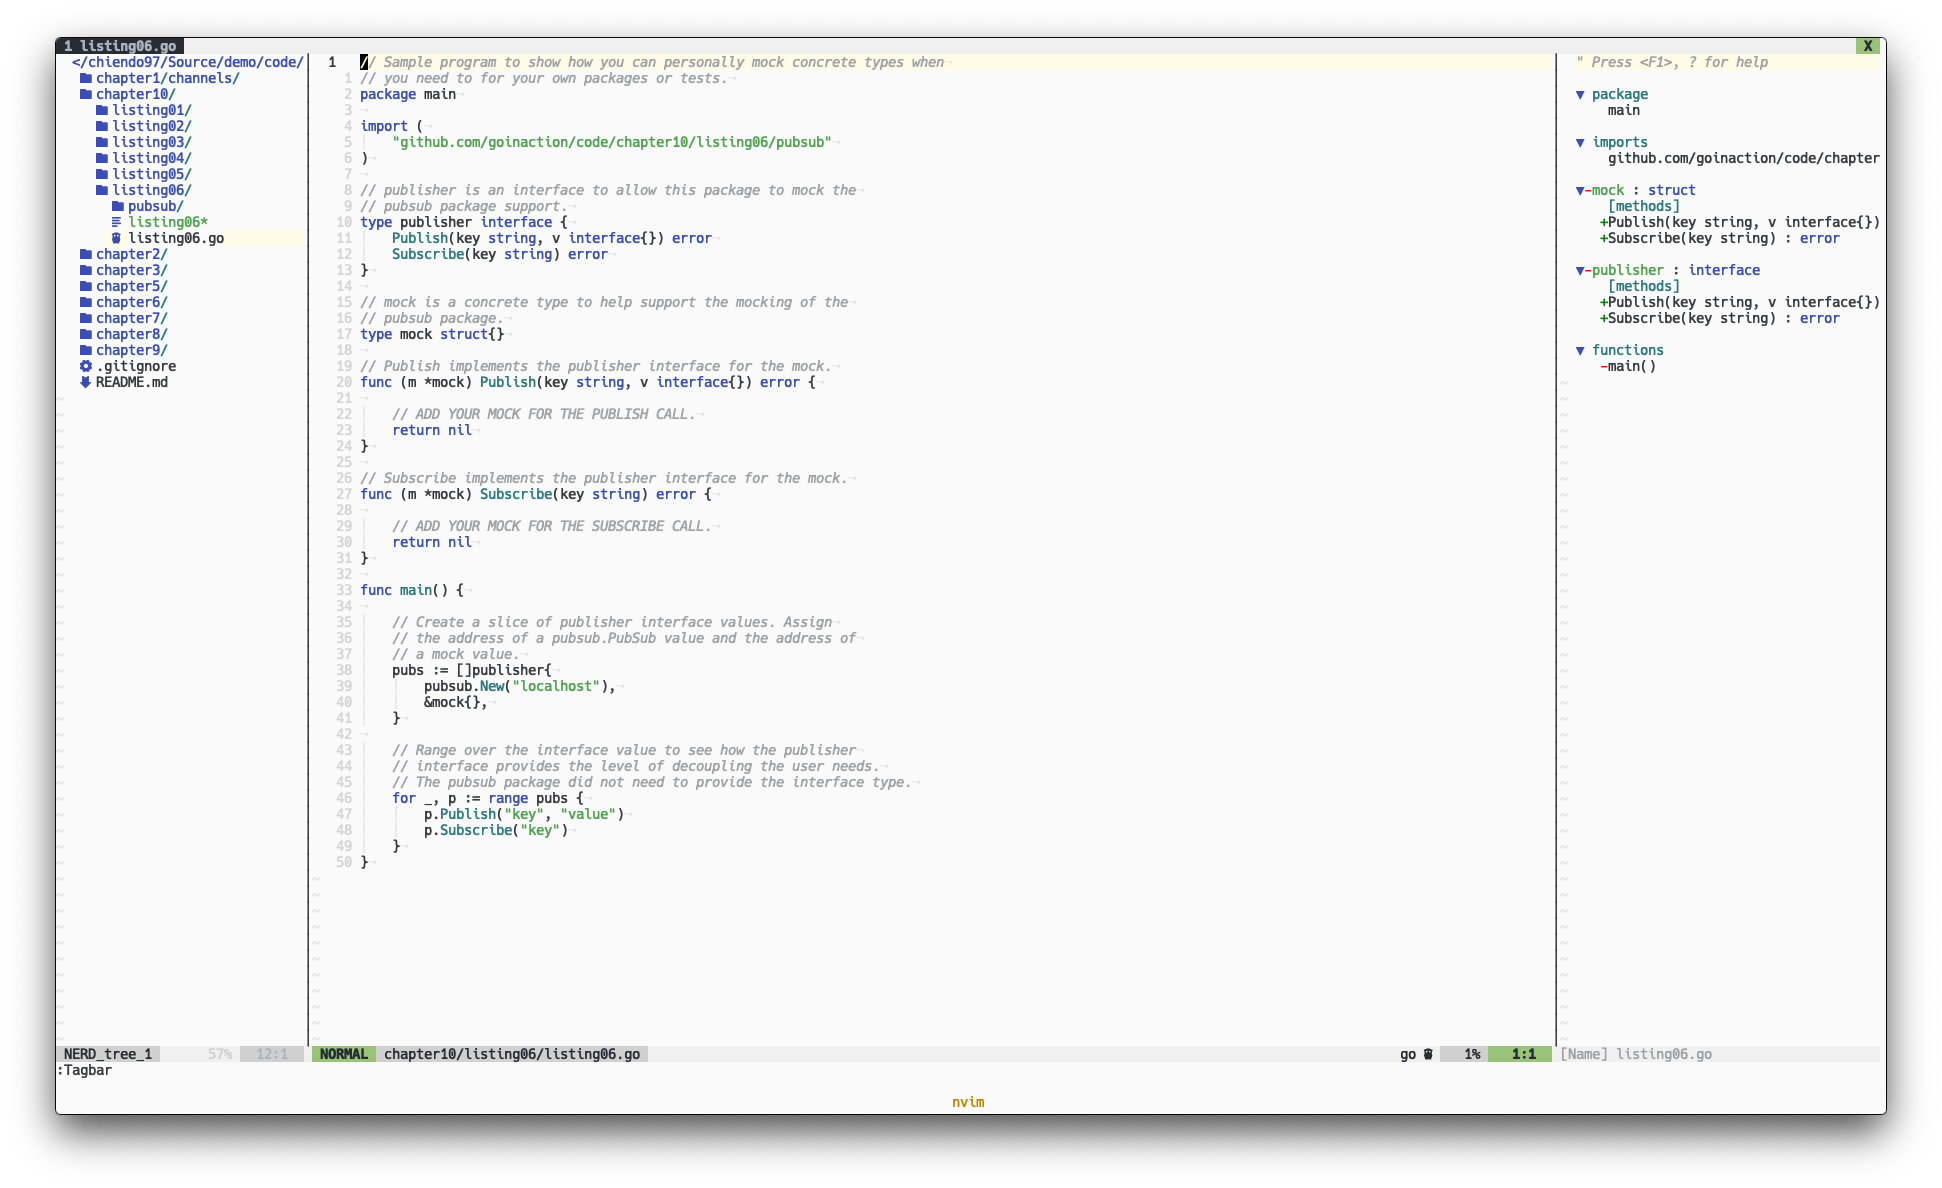 1 listing06.go X
</chiendo97/Source/demo/code/
chapter1/channels/
chapter10/
listing01/
listing02/
listing03/
listing04/
listing05/
listing06/
pubsub/
listing06*
listing06.go
chapter2/
chapter3/
chapter5/
chapter6/
chapter7/
chapter8/
chapter9/
.gitignore
README.md
1 // Sample program to show how you can personally mock concrete types when¬
1 // you need to for your own packages or tests.¬
2 package main¬
3 ¬
4 import (¬
5     "github.com/goinaction/code/chapter10/listing06/pubsub"¬
6 )¬
7 ¬
8 // publisher is an interface to allow this package to mock the¬
9 // pubsub package support.¬
10 type publisher interface {¬
11     Publish(key string, v interface{}) error¬
12     Subscribe(key string) error¬
13 }¬
14 ¬
15 // mock is a concrete type to help support the mocking of the¬
16 // pubsub package.¬
17 type mock struct{}¬
18 ¬
19 // Publish implements the publisher interface for the mock.¬
20 func (m *mock) Publish(key string, v interface{}) error {¬
21 ¬
22     // ADD YOUR MOCK FOR THE PUBLISH CALL.¬
23     return nil¬
24 }¬
25 ¬
26 // Subscribe implements the publisher interface for the mock.¬
27 func (m *mock) Subscribe(key string) error {¬
28 ¬
29     // ADD YOUR MOCK FOR THE SUBSCRIBE CALL.¬
30     return nil¬
31 }¬
32 ¬
33 func main() {¬
34 ¬
35     // Create a slice of publisher interface values. Assign¬
36     // the address of a pubsub.PubSub value and the address of¬
37     // a mock value.¬
38     pubs := []publisher{¬
39         pubsub.New("localhost"),¬
40         &mock{},¬
41     }¬
42 ¬
43     // Range over the interface value to see how the publisher¬
44     // interface provides the level of decoupling the user needs.¬
45     // The pubsub package did not need to provide the interface type.¬
46     for _, p := range pubs {¬
47         p.Publish("key", "value")¬
48         p.Subscribe("key")¬
49     }¬
50 }¬
" Press <F1>, ? for help
▼ package
main
▼ imports
github.com/goinaction/code/chapter
▼-mock : struct
[methods]
+Publish(key string, v interface{})
+Subscribe(key string) : error
▼-publisher : interface
[methods]
+Publish(key string, v interface{})
+Subscribe(key string) : error
▼ functions
-main()
NERD_tree_1 57% 12:1 NORMAL chapter10/listing06/listing06.go go 1% 1:1 [Name] listing06.go
:Tagbar
nvim